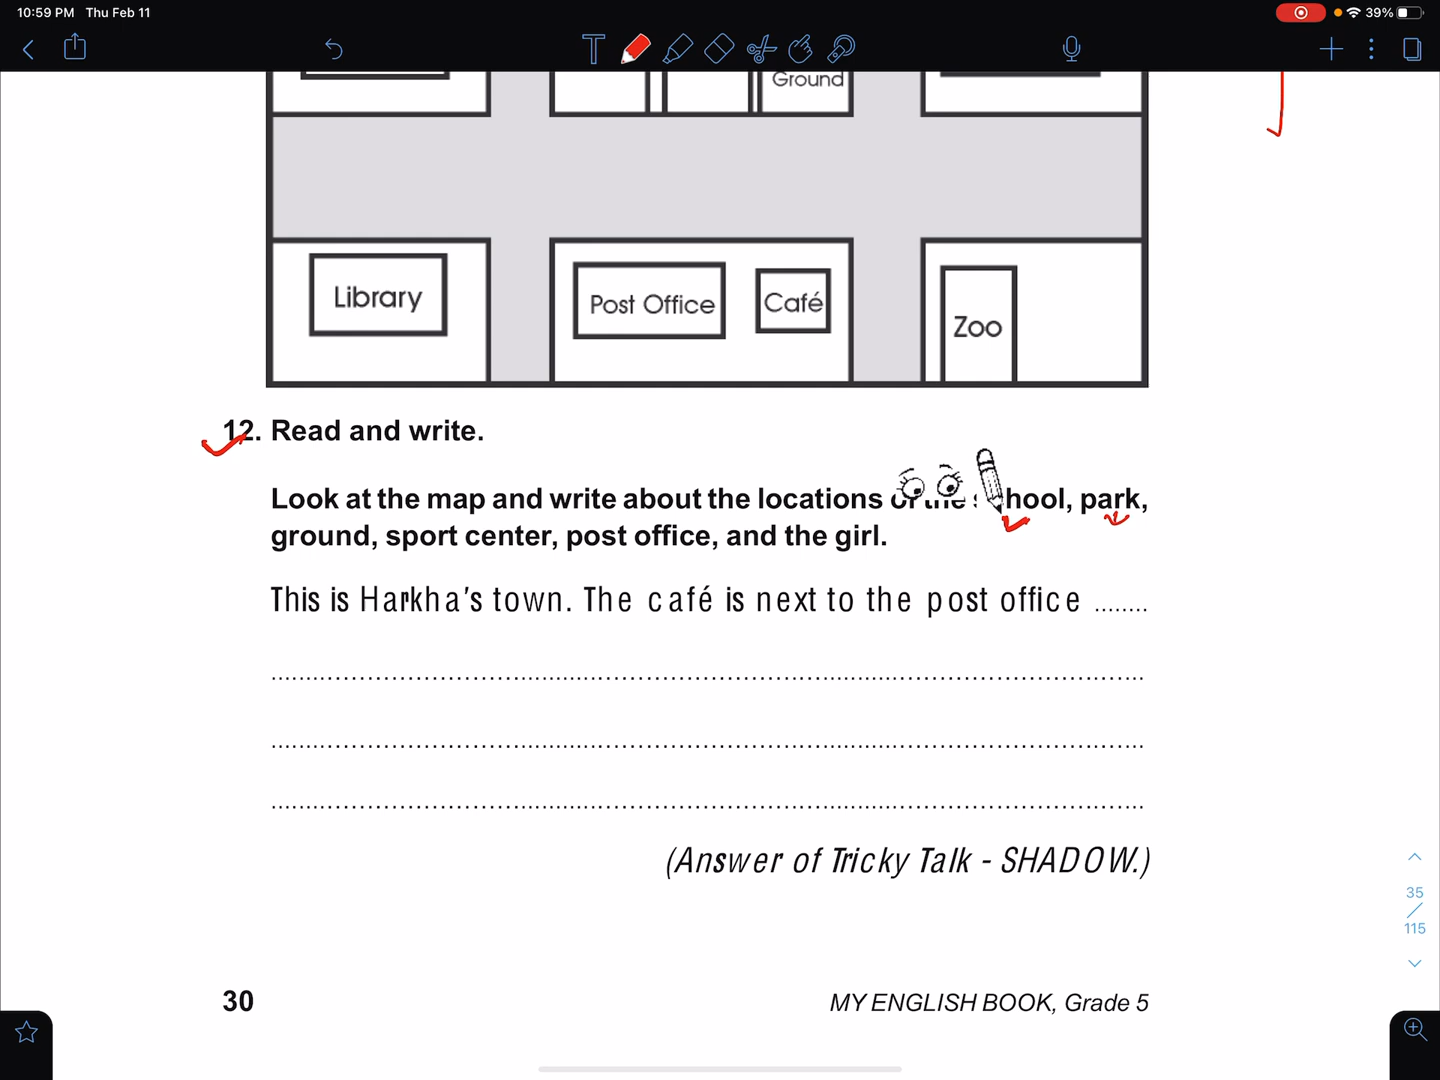 10:59 PM Thu Feb 11
39%
Ground
Library
Post Office
Café
Zoo
12. Read and write.
Look at the map and write about the locations of the school, park,
ground, sport center, post office, and the girl.
This is Harkha's town. The café is next to the post office ........
(Answer of Tricky Talk - SHADOW.)
35
115
30
MY ENGLISH BOOK, Grade 5